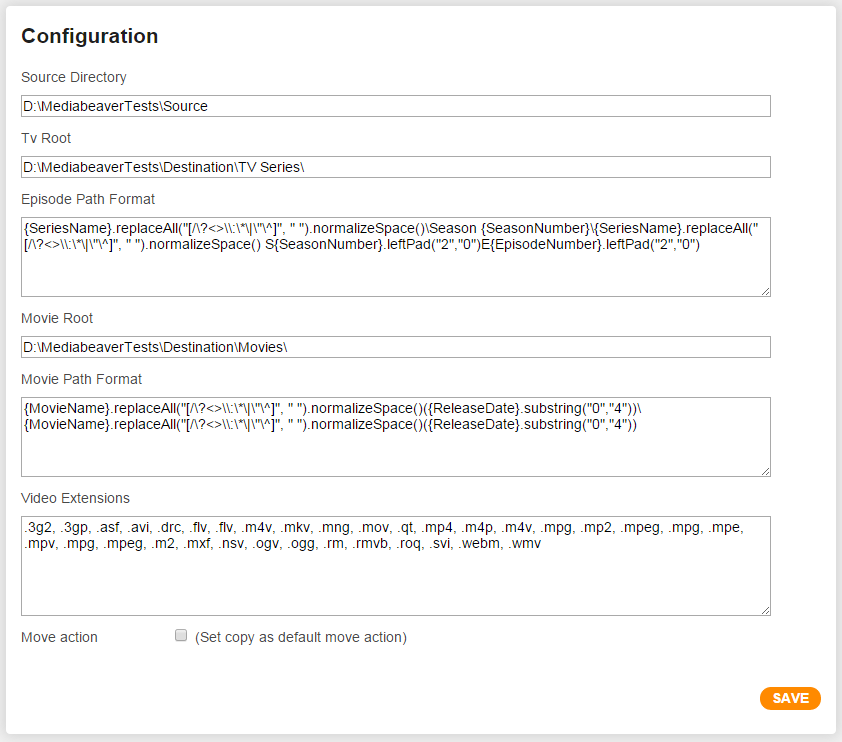 Configuration
Source Directory
D:\MediabeaverTests\Source
Tv Root
D:\MediabeaverTests\Destination\TV Series\
Episode Path Format
{SeriesName}.replaceAll("[/\?<>\\:\*\|\"\^]", " ").normalizeSpace()\Season {SeasonNumber}\{SeriesName}.replaceAll("
[/\?<>\\:\*\|\"\^]", " ").normalizeSpace() S{SeasonNumber}.leftPad("2","0")E{EpisodeNumber}.leftPad("2","0")
Movie Root
D:\MediabeaverTests\Destination\Movies\
Movie Path Format
{MovieName}.replaceAll("[/\?<>\\:\*\|\"\^]", " ").normalizeSpace()({ReleaseDate}.substring("0","4"))\
{MovieName}.replaceAll("[/\?<>\\:\*\|\"\^]", " ").normalizeSpace()({ReleaseDate}.substring("0","4"))
Video Extensions
.3g2, .3gp, .asf, .avi, .drc, .flv, .flv, .m4v, .mkv, .mng, .mov, .qt, .mp4, .m4p, .m4v, .mpg, .mp2, .mpeg, .mpg, .mpe,
.mpv, .mpg, .mpeg, .m2, .mxf, .nsv, .ogv, .ogg, .rm, .rmvb, .roq, .svi, .webm, .wmv
Move action (Set copy as default move action)
SAVE